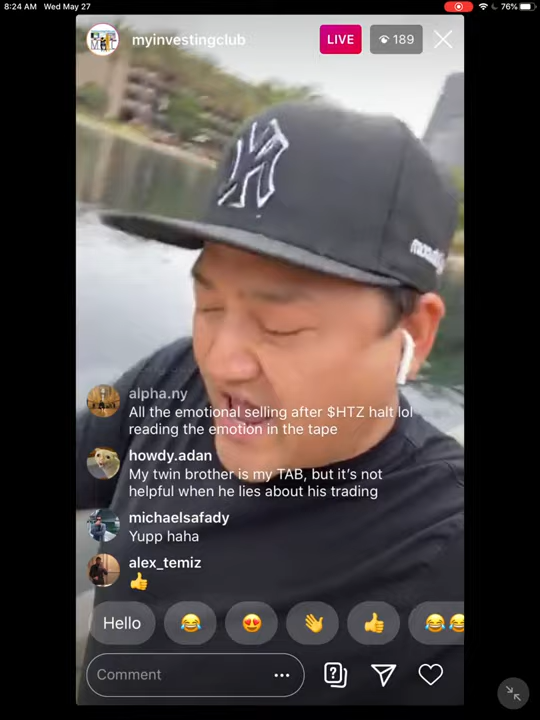 8:24 AM Wed May 27
76%
myinvestingclub
LIVE
189
alpha.ny
All the emotional selling after $HTZ halt lol
reading the emotion in the tape
howdy.adan
My twin brother is my TAB, but it’s not
helpful when he lies about his trading
michaelsafady
Yupp haha
alex_temiz
👍
Hello 😂 😍 👋 👍 😂😂
Comment